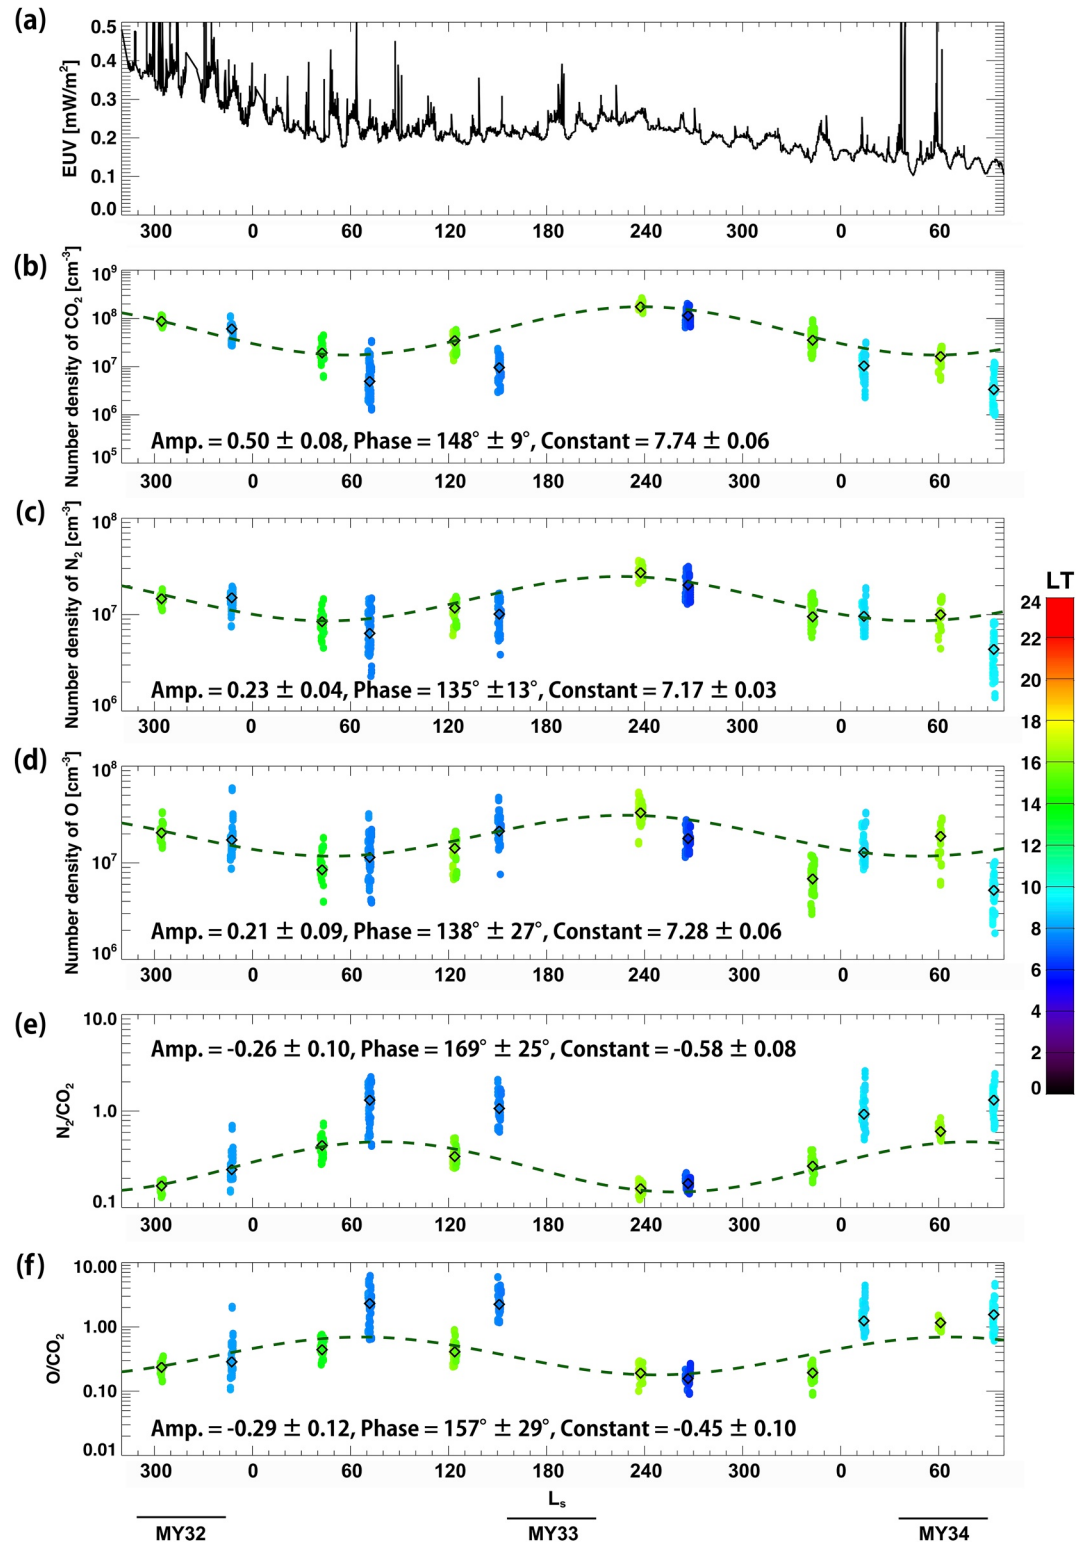 (a)
EUV [mW/m²]
0.5
0.4
0.3
0.2
0.1
0.0
300 0 60 120 180 240 300 0 60
(b)
Number density of CO₂ [cm⁻³]
10⁹
10⁸
10⁷
10⁶
10⁵
Amp. = 0.50 ± 0.08, Phase = 148° ± 9°, Constant = 7.74 ± 0.06
300 0 60 120 180 240 300 0 60
(c)
Number density of N₂ [cm⁻³]
10⁸
10⁷
10⁶
Amp. = 0.23 ± 0.04, Phase = 135° ±13°, Constant = 7.17 ± 0.03
300 0 60 120 180 240 300 0 60
(d)
Number density of O [cm⁻³]
10⁸
10⁷
10⁶
Amp. = 0.21 ± 0.09, Phase = 138° ± 27°, Constant = 7.28 ± 0.06
300 0 60 120 180 240 300 0 60
(e)
N₂/CO₂
10.0
1.0
0.1
Amp. = -0.26 ± 0.10, Phase = 169° ± 25°, Constant = -0.58 ± 0.08
300 0 60 120 180 240 300 0 60
(f)
O/CO₂
10.00
1.00
0.10
0.01
Amp. = -0.29 ± 0.12, Phase = 157° ± 29°, Constant = -0.45 ± 0.10
300 0 60 120 180 240 300 0 60
Lₛ
MY32 MY33 MY34
LT
24
22
20
18
16
14
12
10
8
6
4
2
0